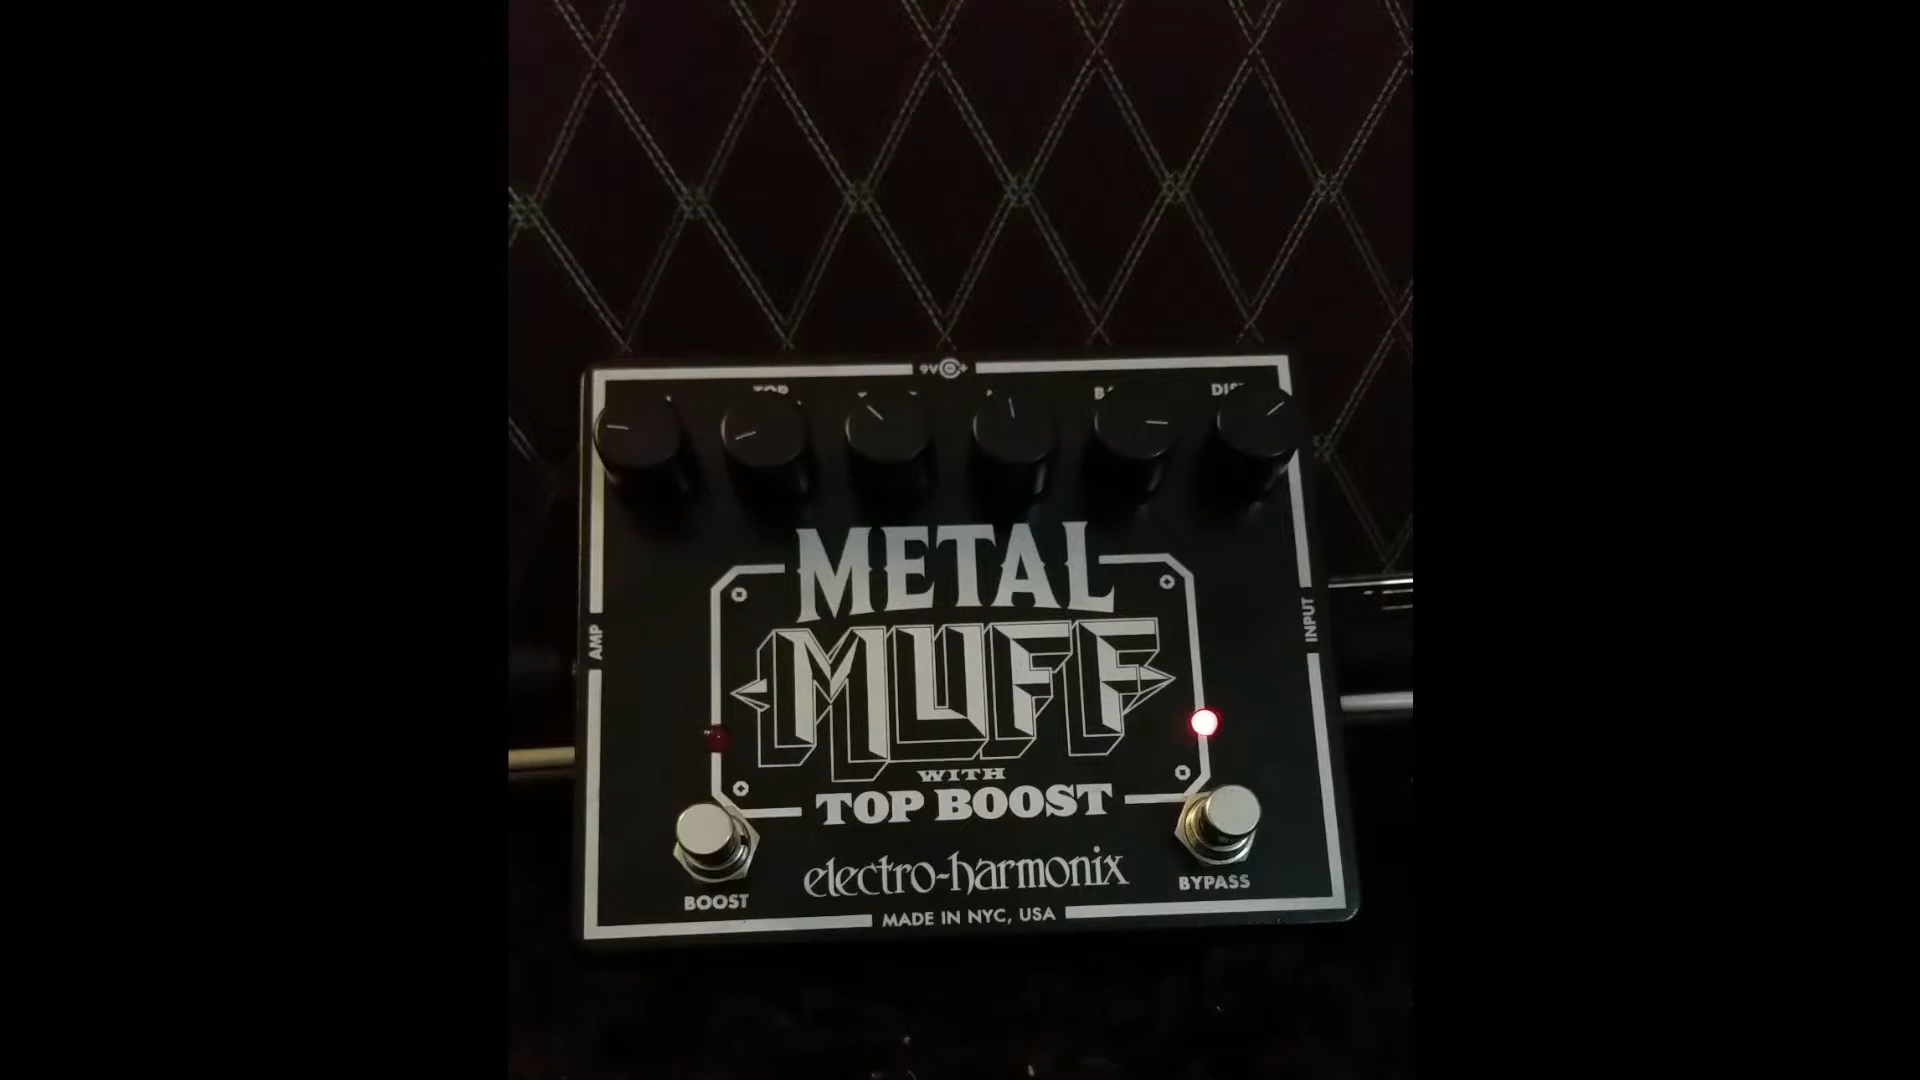 9V
AMP
INPUT
METAL
MUFF
WITH
TOP BOOST
electro-harmonix
BOOST
BYPASS
MADE IN NYC, USA